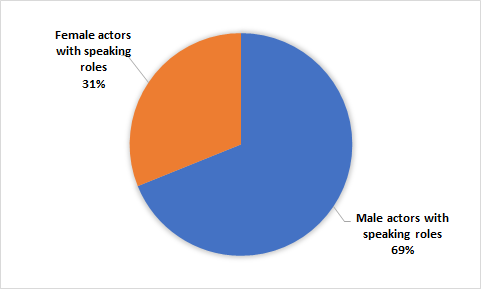 Female actors
with speaking
roles
31%
Male actors with
speaking roles
69%